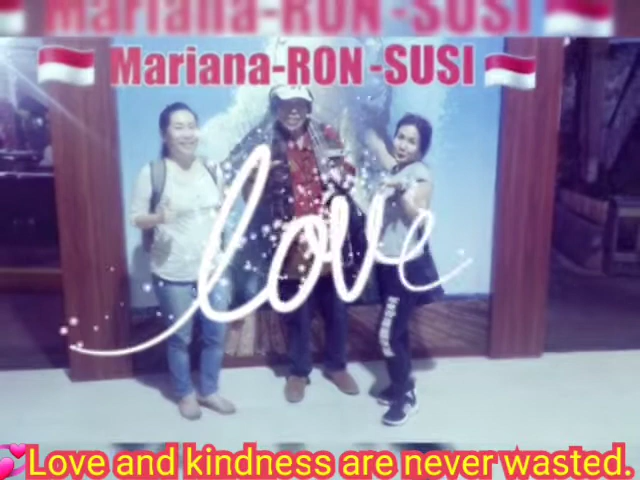 Mariana-RON-SUSI
🇮🇩 Mariana-RON-SUSI 🇮🇩
love
💞Love and kindness are never wasted.